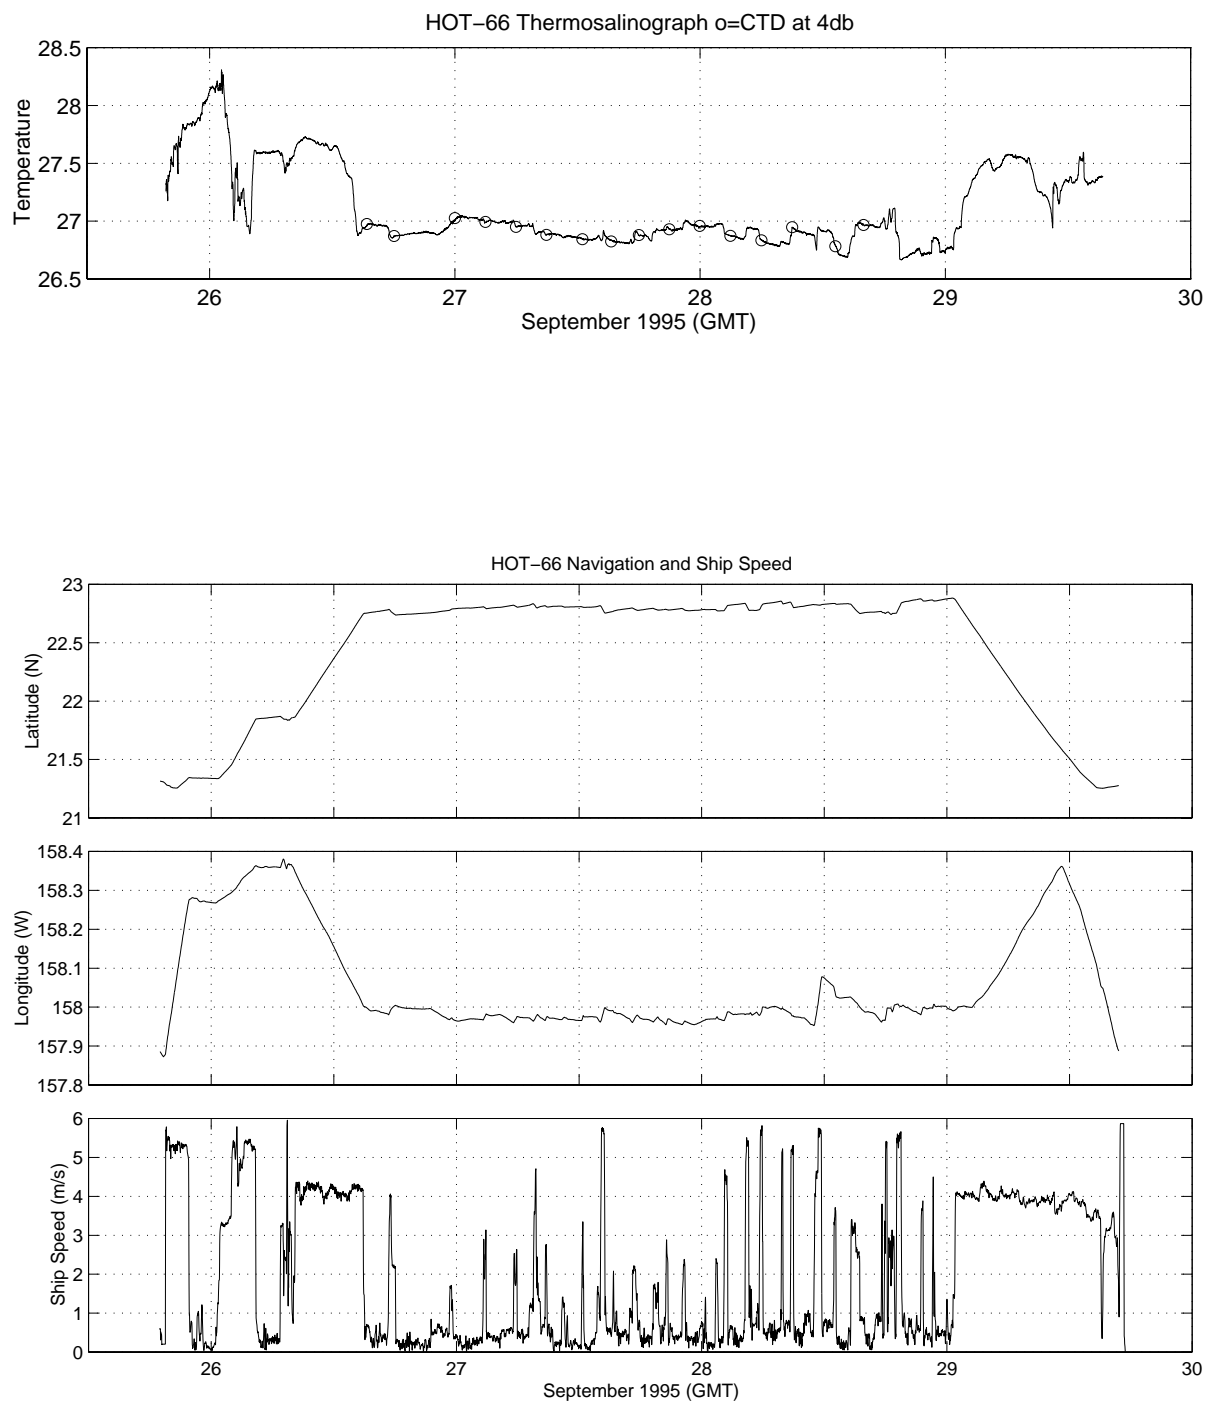 HOT−66 Thermosalinograph o=CTD at 4db
28.5
28
27.5
27
26.5
Temperature
26 27 28 29 30
September 1995 (GMT)
HOT−66 Navigation and Ship Speed
23
22.5
22
21.5
21
Latitude (N)
158.4
158.3
158.2
158.1
158
157.9
157.8
Longitude (W)
6
5
4
3
2
1
0
Ship Speed (m/s)
26 27 28 29 30
September 1995 (GMT)